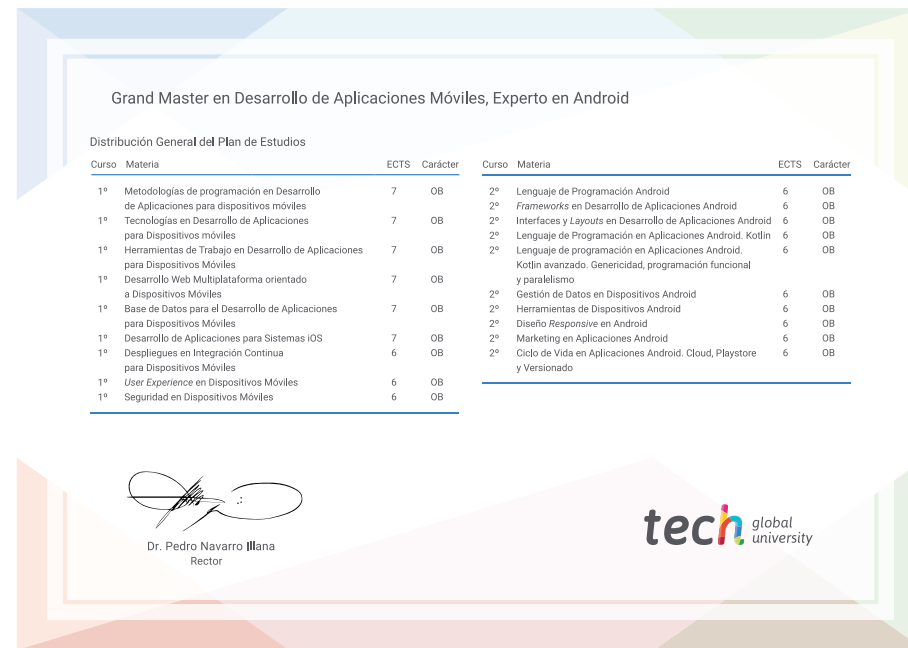 Grand Master en Desarrollo de Aplicaciones Móviles, Experto en Android
Distribución General del Plan de Estudios
Curso Materia ECTS Carácter
1º Metodologías de programación en Desarrollo 7 OB
de Aplicaciones para dispositivos móviles
1º Tecnologías en Desarrollo de Aplicaciones 7 OB
para Dispositivos móviles
1º Herramientas de Trabajo en Desarrollo de Aplicaciones 7 OB
para Dispositivos Móviles
1º Desarrollo Web Multiplataforma orientado 7 OB
a Dispositivos Móviles
1º Base de Datos para el Desarrollo de Aplicaciones 7 OB
para Dispositivos Móviles
1º Desarrollo de Aplicaciones para Sistemas iOS 7 OB
1º Despliegues en Integración Continua 6 OB
para Dispositivos Móviles
1º User Experience en Dispositivos Móviles 6 OB
1º Seguridad en Dispositivos Móviles 6 OB
Curso Materia ECTS Carácter
2º Lenguaje de Programación Android 6 OB
2º Frameworks en Desarrollo de Aplicaciones Android 6 OB
2º Interfaces y Layouts en Desarrollo de Aplicaciones Android 6 OB
2º Lenguaje de Programación en Aplicaciones Android. Kotlin 6 OB
2º Lenguaje de programación en Aplicaciones Android. 6 OB
Kotlin avanzado. Genericidad, programación funcional
y paralelismo
2º Gestión de Datos en Dispositivos Android 6 OB
2º Herramientas de Dispositivos Android 6 OB
2º Diseño Responsive en Android 6 OB
2º Marketing en Aplicaciones Android 6 OB
2º Ciclo de Vida en Aplicaciones Android. Cloud, Playstore 6 OB
y Versionado
Dr. Pedro Navarro Illana
Rector
tech global
university